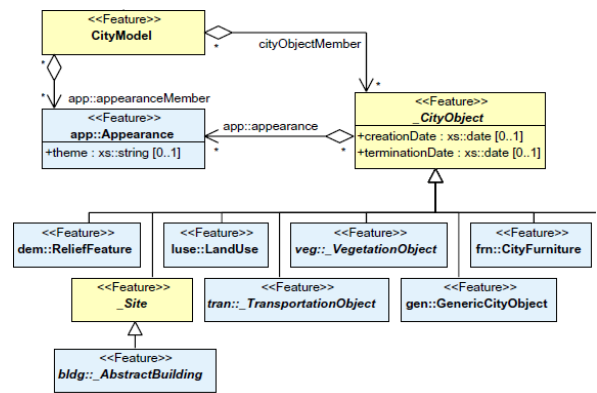 <<Feature>>
CityModel
*
cityObjectMember
*
*
*
app::appearanceMember
<<Feature>>
app::Appearance
+theme : xs::string [0..1]
app::appearance
*
*
<<Feature>>
_CityObject
+creationDate : xs::date [0..1]
+terminationDate : xs::date [0..1]
<<Feature>>
dem::ReliefFeature
<<Feature>>
luse::LandUse
<<Feature>>
veg::_VegetationObject
<<Feature>>
frn::CityFurniture
<<Feature>>
_Site
<<Feature>>
tran::_TransportationObject
<<Feature>>
gen::GenericCityObject
<<Feature>>
bldg::_AbstractBuilding